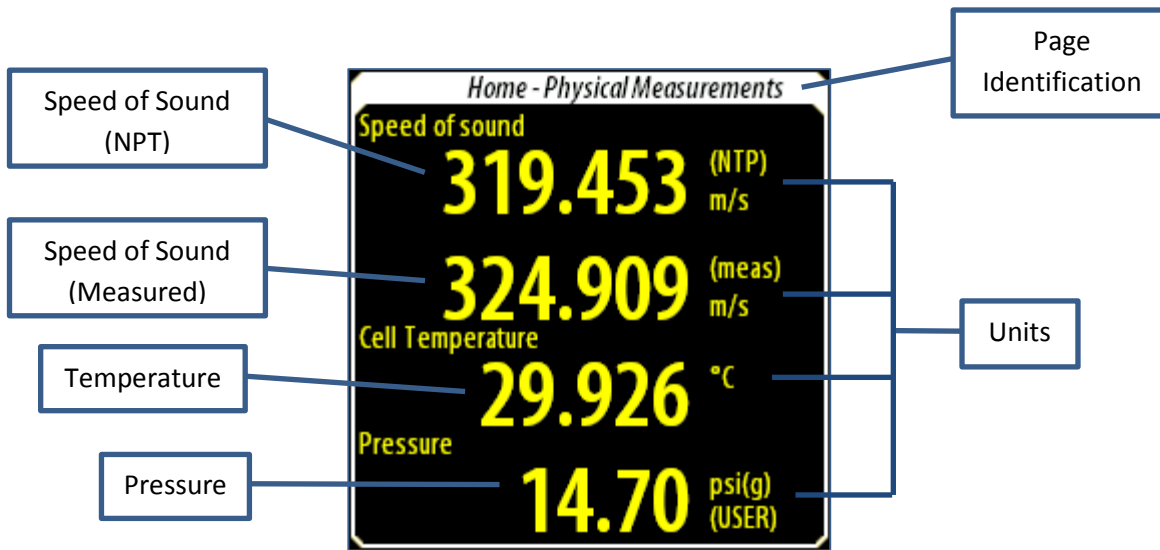 Page
Identification
Speed of Sound
(NPT)
Home - Physical Measurements
Speed of sound
319.453 (NTP)
m/s
Speed of Sound
(Measured)
324.909 (meas)
m/s
Units
Cell Temperature
Temperature
29.926 °C
Pressure
Pressure
14.70 psi(g)
(USER)